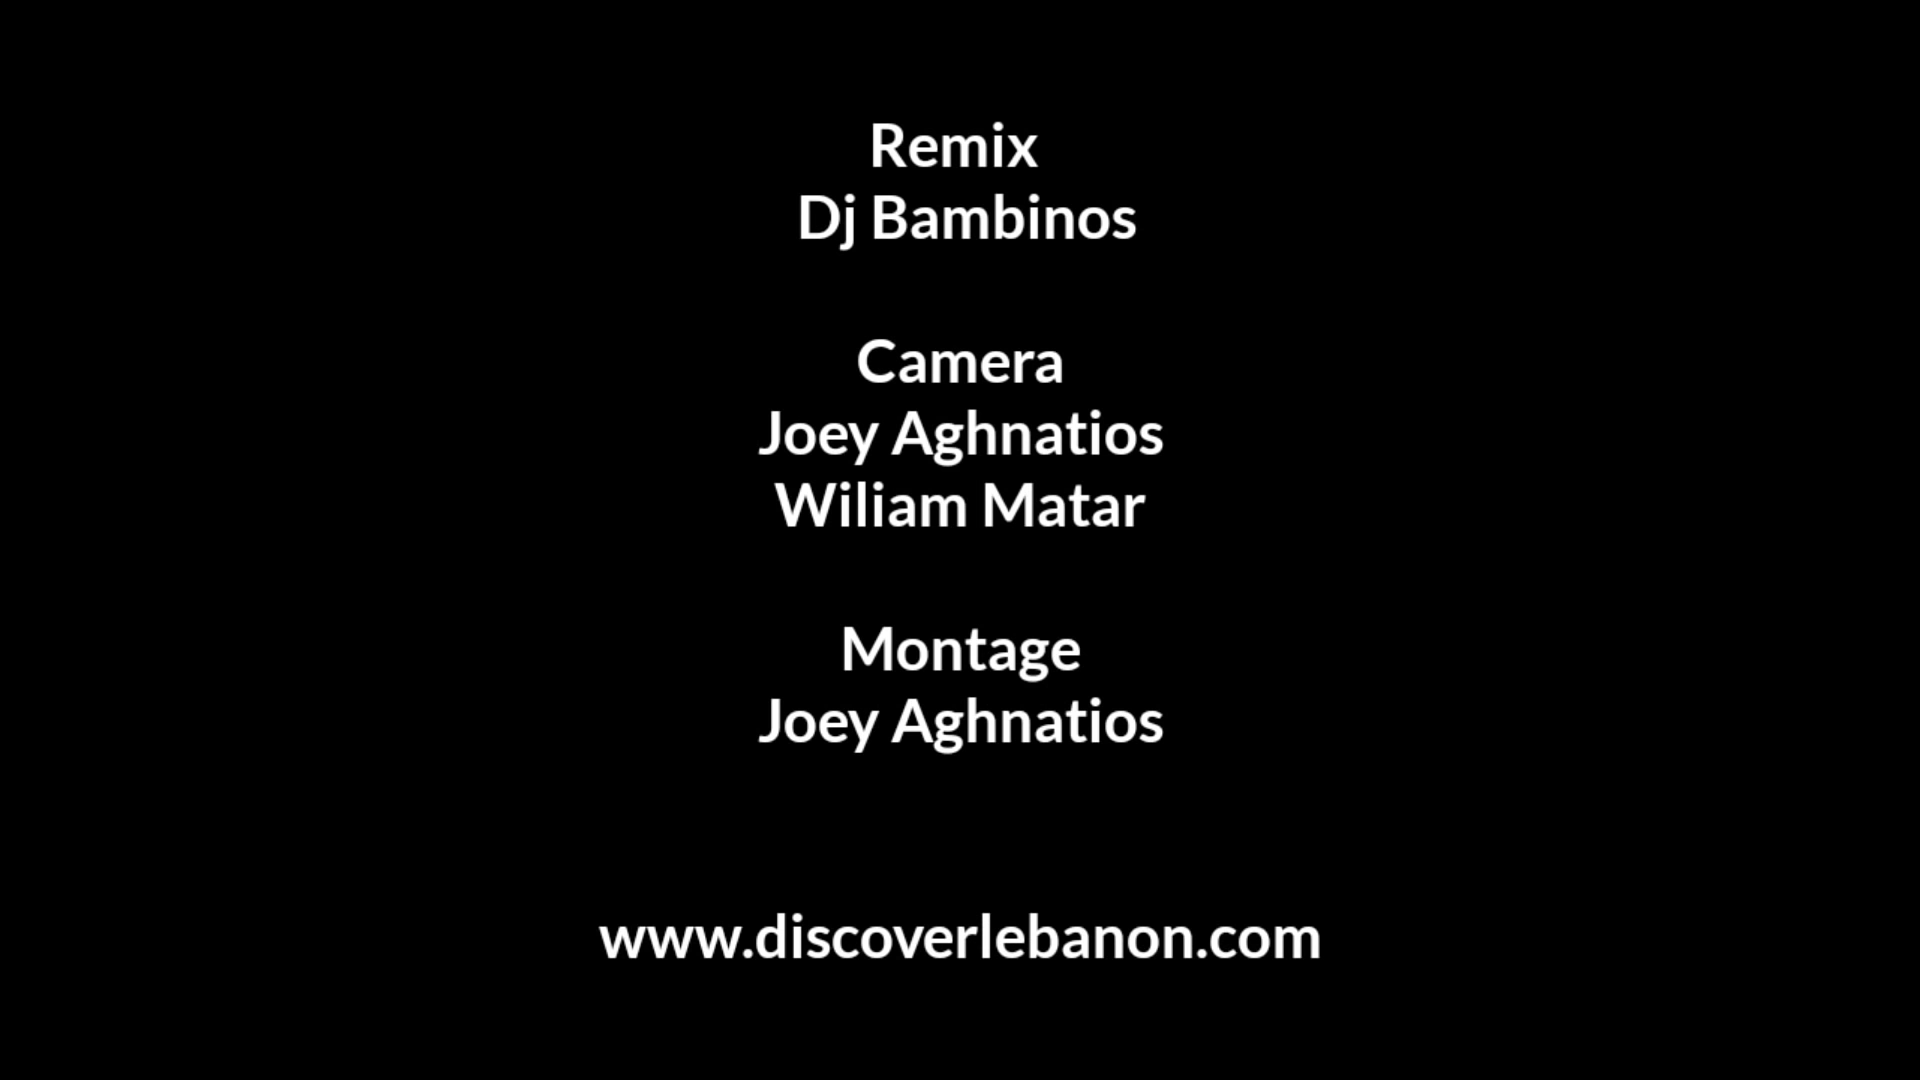 Remix
Dj Bambinos
Camera
Joey Aghnatios
Wiliam Matar
Montage
Joey Aghnatios
www.discoverlebanon.com